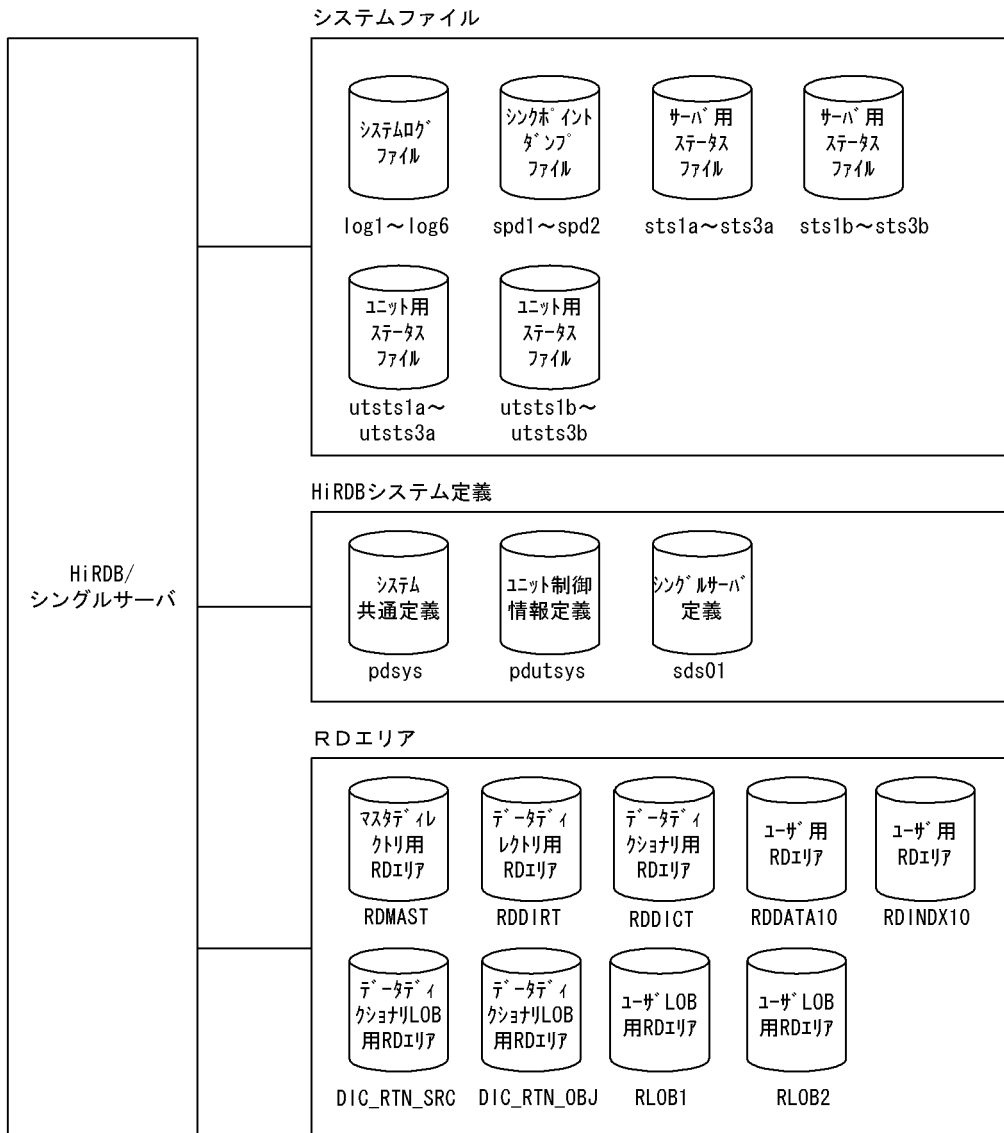 システムファイル
システムログ
ファイル
シンクポイント
ダンプ
ファイル
サーバ用
ステータス
ファイル
サーバ用
ステータス
ファイル
log1～log6
spd1～spd2
sts1a～sts3a
sts1b～sts3b
ユニット用
ステータス
ファイル
ユニット用
ステータス
ファイル
utsts1a～
utsts3a
utsts1b～
utsts3b
HiRDB/
シングルサーバ
HiRDBシステム定義
システム
共通定義
ユニット制御
情報定義
シングルサーバ
定義
pdsys
pdutsys
sds01
ＲＤエリア
マスタディレ
クトリ用
RDエリア
データディ
レクトリ用
RDエリア
データディ
クショナリ用
RDエリア
ユーザ用
RDエリア
ユーザ用
RDエリア
RDMAST
RDDIRT
RDDICT
RDDATA10
RDINDX10
データディ
クショナリLOB
用RDエリア
データディ
クショナリLOB
用RDエリア
ユーザLOB
用RDエリア
ユーザLOB
用RDエリア
DIC_RTN_SRC
DIC_RTN_OBJ
RLOB1
RLOB2